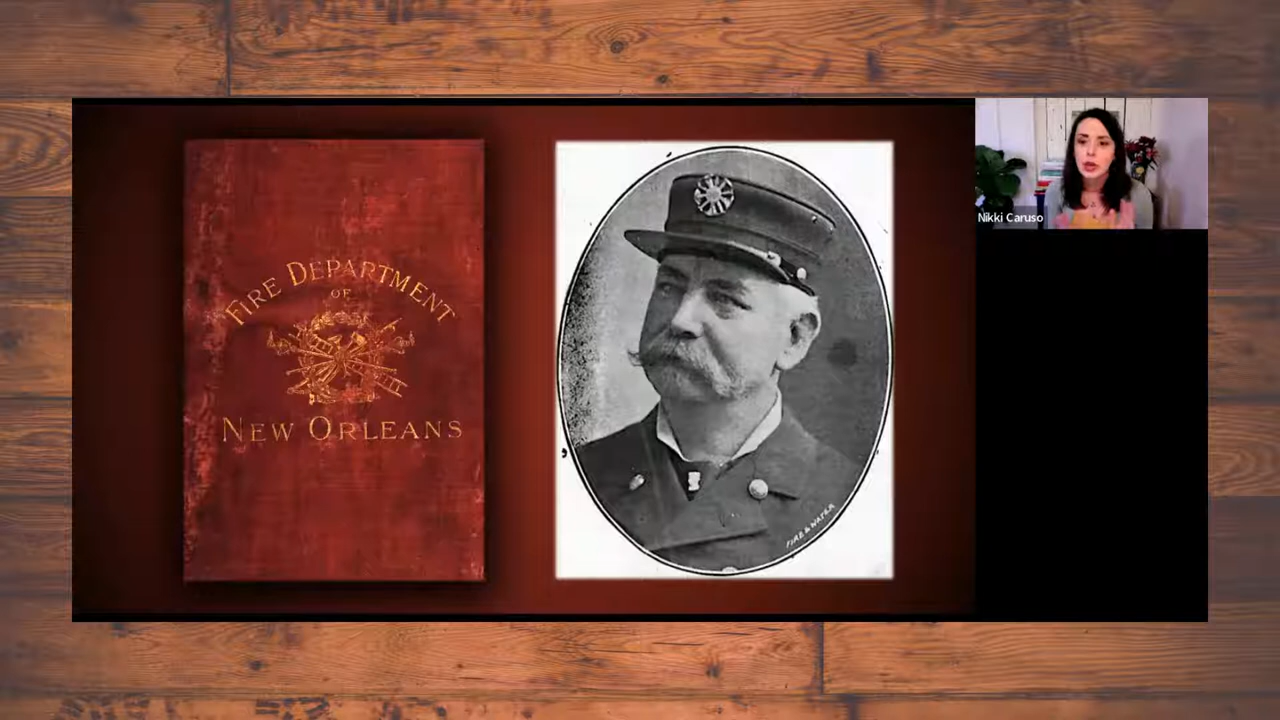 FIRE DEPARTMENT
OF
NEW ORLEANS
FIRE & WATER
Nikki Caruso